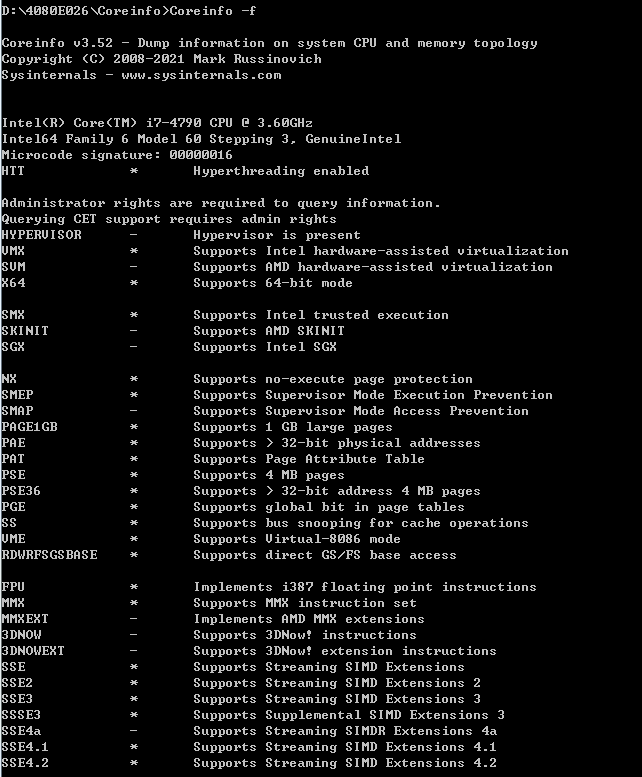 D:\4080E026\Coreinfo>Coreinfo -f
Coreinfo v3.52 - Dump information on system CPU and memory topology
Copyright (C) 2008-2021 Mark Russinovich
Sysinternals - www.sysinternals.com
Intel(R) Core(TM) i7-4790 CPU @ 3.60GHz
Intel64 Family 6 Model 60 Stepping 3, GenuineIntel
Microcode signature: 00000016
HTT * Hyperthreading enabled
Administrator rights are required to query information.
Querying CET support requires admin rights
HYPERVISOR - Hypervisor is present
VMX * Supports Intel hardware-assisted virtualization
SVM - Supports AMD hardware-assisted virtualization
X64 * Supports 64-bit mode
SMX * Supports Intel trusted execution
SKINIT - Supports AMD SKINIT
SGX - Supports Intel SGX
NX * Supports no-execute page protection
SMEP * Supports Supervisor Mode Execution Prevention
SMAP - Supports Supervisor Mode Access Prevention
PAGE1GB * Supports 1 GB large pages
PAE * Supports > 32-bit physical addresses
PAT * Supports Page Attribute Table
PSE * Supports 4 MB pages
PSE36 * Supports > 32-bit address 4 MB pages
PGE * Supports global bit in page tables
SS * Supports bus snooping for cache operations
VME * Supports Virtual-8086 mode
RDWRFSGSBASE * Supports direct GS/FS base access
FPU * Implements i387 floating point instructions
MMX * Supports MMX instruction set
MMXEXT - Implements AMD MMX extensions
3DNOW - Supports 3DNow! instructions
3DNOWEXT - Supports 3DNow! extension instructions
SSE * Supports Streaming SIMD Extensions
SSE2 * Supports Streaming SIMD Extensions 2
SSE3 * Supports Streaming SIMD Extensions 3
SSSE3 * Supports Supplemental SIMD Extensions 3
SSE4a - Supports Streaming SIMDR Extensions 4a
SSE4.1 * Supports Streaming SIMD Extensions 4.1
SSE4.2 * Supports Streaming SIMD Extensions 4.2